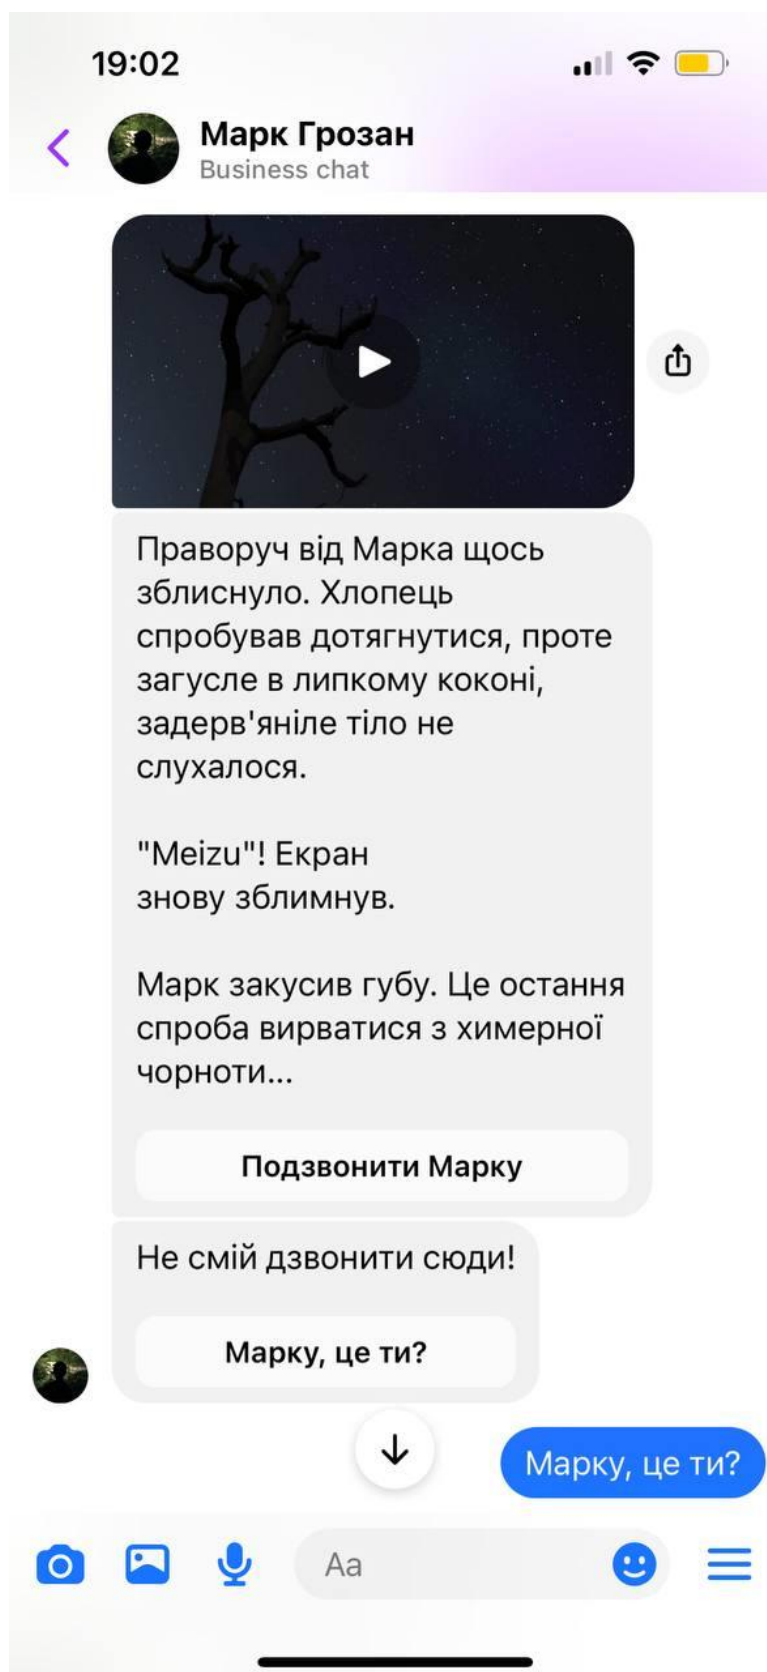 19:02
Марк Грозан
Business chat
Праворуч від Марка щось
зблиснуло. Хлопець
спробував дотягнутися, проте
загусле в липкому коконі,
задерв'яніле тіло не
слухалося.
"Meizu"! Екран
знову зблимнув.
Марк закусив губу. Це остання
спроба вирватися з химерної
чорноти...
Подзвонити Марку
Не смій дзвонити сюди!
Марку, це ти?
Марку, це ти?
Aa